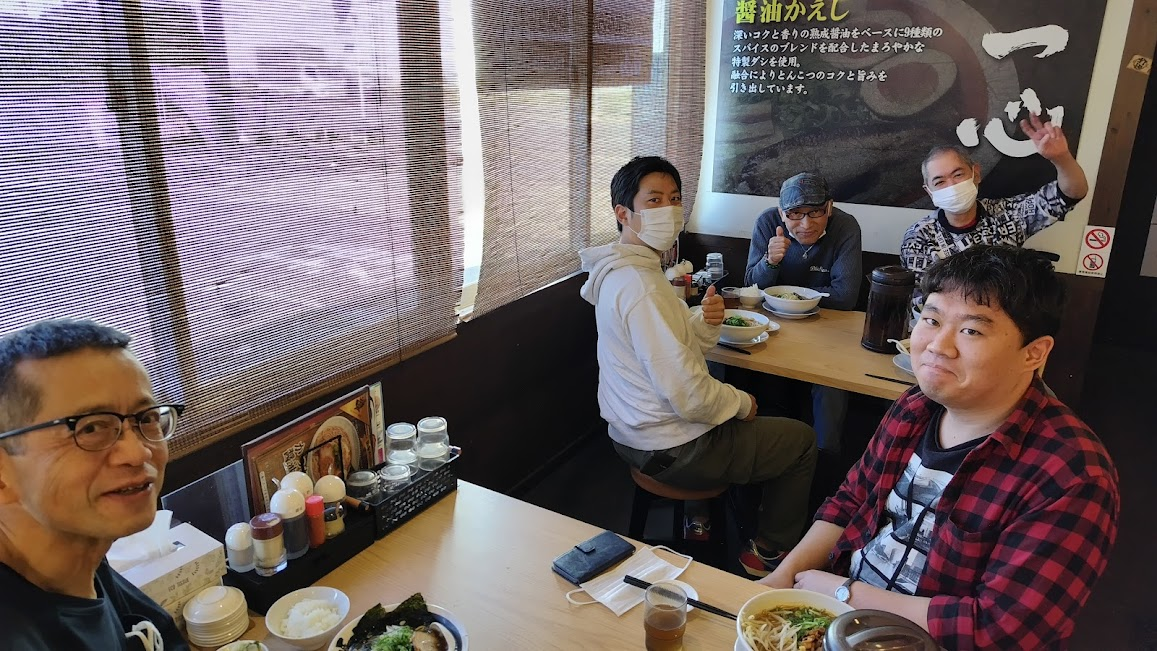 醤油かえし
深いコクと香りの熟成醤油をベースに9種類の
スパイスのブレンドを配合したまろやかな
特製ダシを使用。
融合によりとんこつのコクと旨みを
引き出しています。
一心